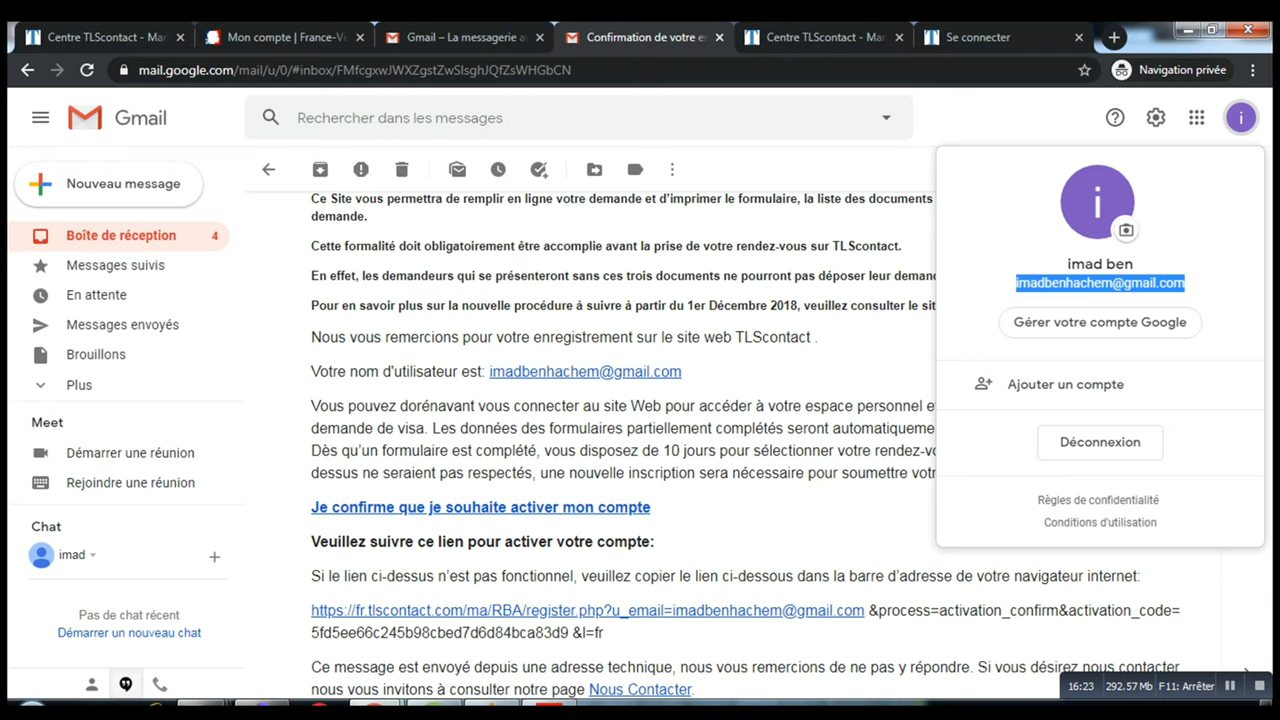 Centre TLScontact - Mar
Mon compte | France-Vi
Gmail – La messagerie a
Confirmation de votre e
Centre TLScontact - Mar
Se connecter
mail.google.com/mail/u/0/#inbox/FMfcgxwJWXZgstZwSlsghJQfZsWHGbCN
Navigation privée
Gmail
Rechercher dans les messages
i
Nouveau message
Boîte de réception 4
Messages suivis
En attente
Messages envoyés
Brouillons
Plus
Meet
Démarrer une réunion
Rejoindre une réunion
Chat
imad
Pas de chat récent
Démarrer un nouveau chat
Ce Site vous permettra de remplir en ligne votre demande et d'imprimer le formulaire, la liste des documents
demande.
Cette formalité doit obligatoirement être accomplie avant la prise de votre rendez-vous sur TLScontact.
En effet, les demandeurs qui se présenteront sans ces trois documents ne pourront pas déposer leur deman
Pour en savoir plus sur la nouvelle procédure à suivre à partir du 1er Décembre 2018, veuillez consulter le sit
Nous vous remercions pour votre enregistrement sur le site web TLScontact .
Votre nom d'utilisateur est: imadbenhachem@gmail.com
Vous pouvez dorénavant vous connecter au site Web pour accéder à votre espace personnel e
demande de visa. Les données des formulaires partiellement complétés seront automatiqueme
Dès qu'un formulaire est complété, vous disposez de 10 jours pour sélectionner votre rendez-vo
dessus ne seraient pas respectés, une nouvelle inscription sera nécessaire pour soumettre votr
Je confirme que je souhaite activer mon compte
Veuillez suivre ce lien pour activer votre compte:
Si le lien ci-dessus n'est pas fonctionnel, veuillez copier le lien ci-dessous dans la barre d'adresse de votre navigateur internet:
https://fr.tlscontact.com/ma/RBA/register.php?u_email=imadbenhachem@gmail.com &process=activation_confirm&activation_code=
5fd5ee66c245b98cbed7d6d84bca83d9 &l=fr
Ce message est envoyé depuis une adresse technique, nous vous remercions de ne pas y répondre. Si vous désirez nous contacter
nous vous invitons à consulter notre page Nous Contacter.
i
imad ben
imadbenhachem@gmail.com
Gérer votre compte Google
Ajouter un compte
Déconnexion
Règles de confidentialité
Conditions d'utilisation
16:23 292.57 Mb F11: Arrêter